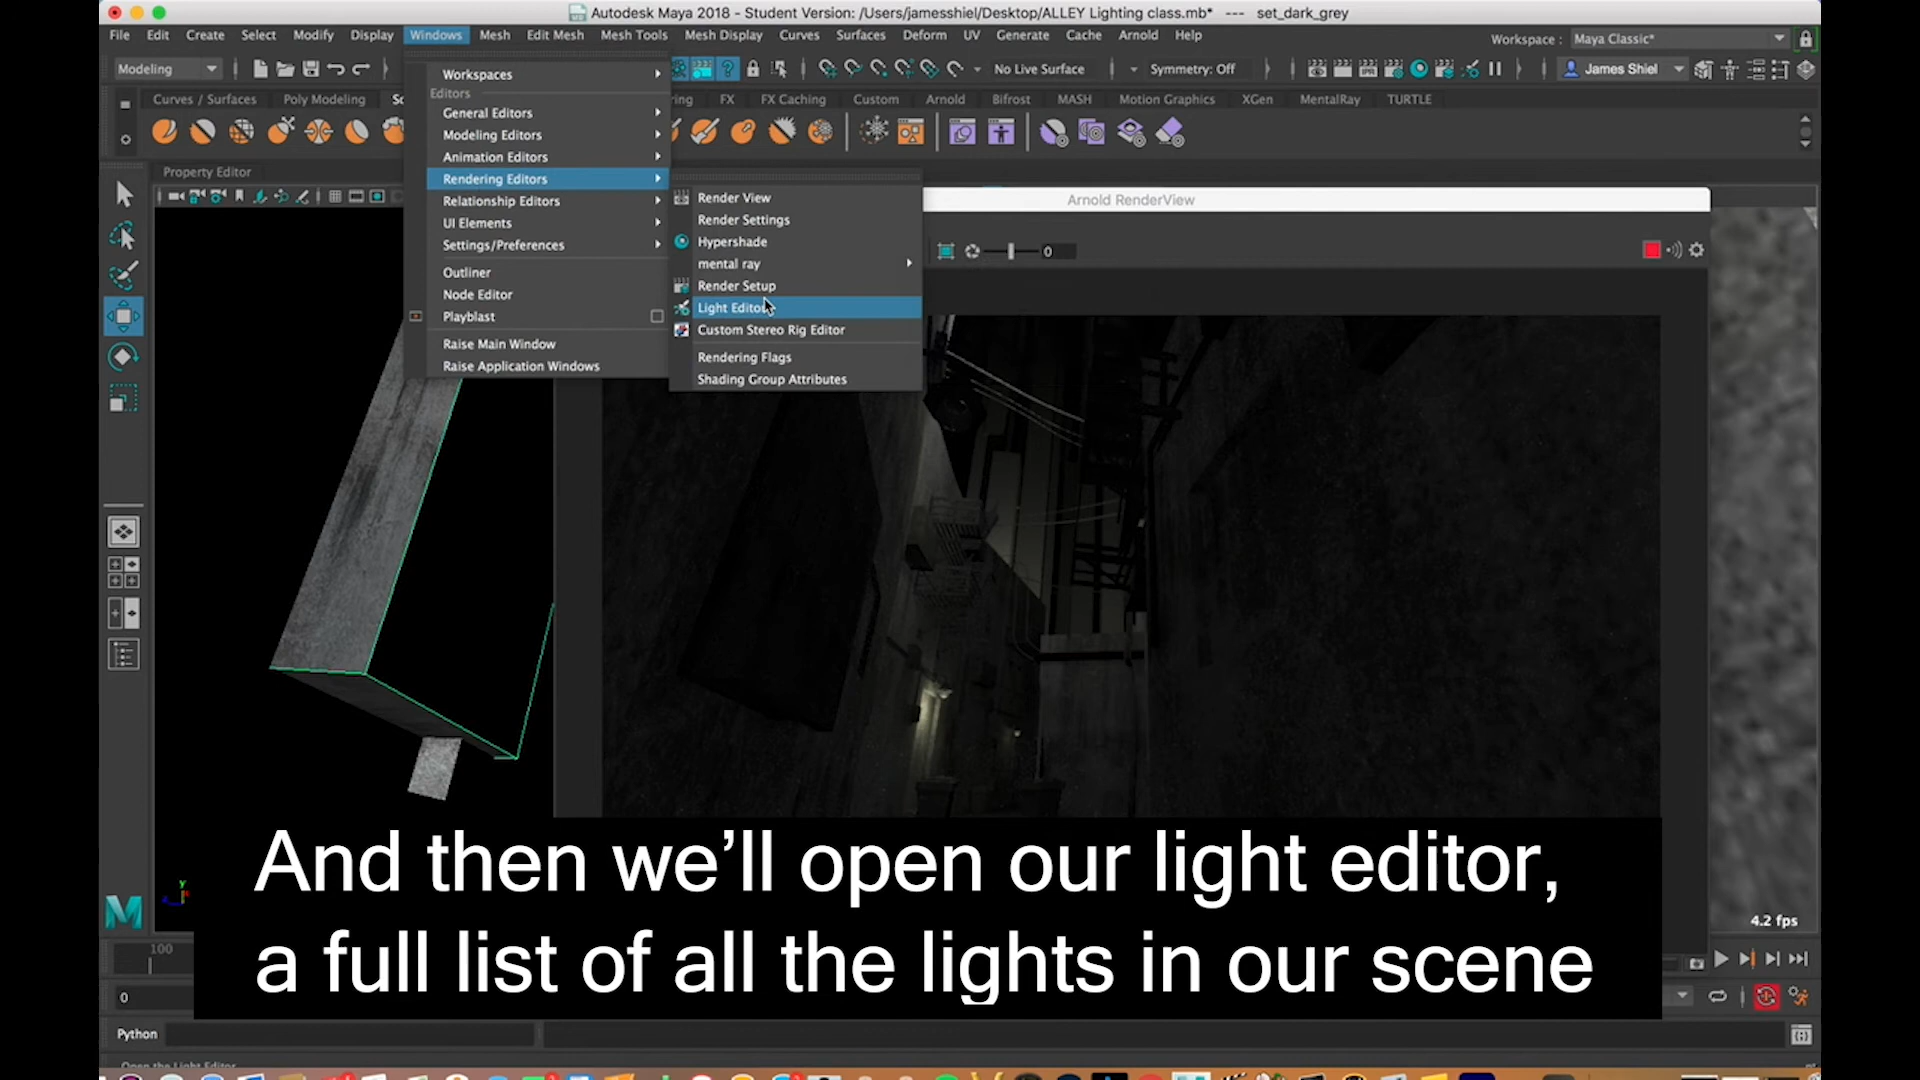 Autodesk Maya 2018 - Student Version: /Users/jamesshiel/Desktop/ALLEY Lighting class.mb* --- set_dark_grey
File Edit Create Select Modify Display Windows Mesh Edit Mesh Mesh Tools Mesh Display Curves Surfaces Deform UV Generate Cache Arnold Help
Workspace : Maya Classic*
Modeling No Live Surface Symmetry: Off James Shiel
Curves / Surfaces Poly Modeling FX FX Caching Custom Arnold Bifrost MASH Motion Graphics XGen MentalRay TURTLE
Property Editor
Workspaces
Editors
General Editors
Modeling Editors
Animation Editors
Rendering Editors
Relationship Editors
UI Elements
Settings/Preferences
Outliner
Node Editor
Playblast
Raise Main Window
Raise Application Windows
Render View
Render Settings
Hypershade
mental ray
Render Setup
Light Editor
Custom Stereo Rig Editor
Rendering Flags
Shading Group Attributes
Arnold RenderView
0
And then we'll open our light editor,
a full list of all the lights in our scene
4.2 fps
100
0
Python
Open the Light Editor